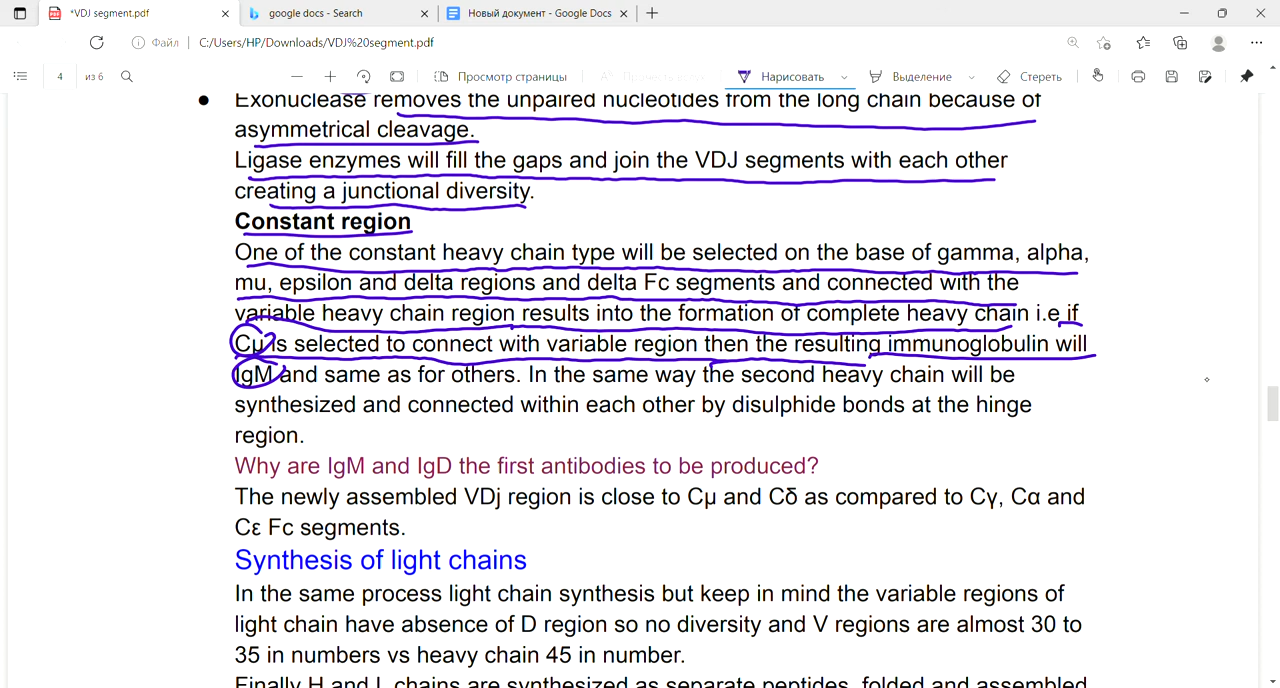 *VDJ segment.pdf
google docs - Search
Новый документ - Google Docs
Файл
C:/Users/HP/Downloads/VDJ%20segment.pdf
4 из 6
Просмотр страницы
Нарисовать
Выделение
Стереть
Exonuclease removes the unpaired nucleotides from the long chain because of
asymmetrical cleavage.
Ligase enzymes will fill the gaps and join the VDJ segments with each other
creating a junctional diversity.
Constant region
One of the constant heavy chain type will be selected on the base of gamma, alpha,
mu, epsilon and delta regions and delta Fc segments and connected with the
variable heavy chain region results into the formation of complete heavy chain i.e if
Cμ is selected to connect with variable region then the resulting immunoglobulin will
IgM and same as for others. In the same way the second heavy chain will be
synthesized and connected within each other by disulphide bonds at the hinge
region.
Why are IgM and IgD the first antibodies to be produced?
The newly assembled VDj region is close to Cμ and Cδ as compared to Cγ, Cα and
Cε Fc segments.
Synthesis of light chains
In the same process light chain synthesis but keep in mind the variable regions of
light chain have absence of D region so no diversity and V regions are almost 30 to
35 in numbers vs heavy chain 45 in number.
Finally H and L chains are synthesized as separate peptides, folded and assembled